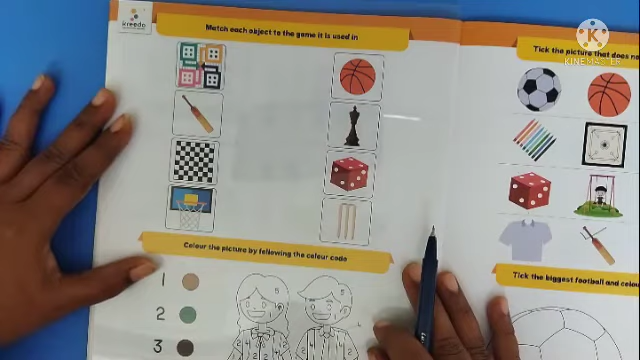 kreedo
Match each object to the game it is used in
Tick the picture that does no
KINEMASTER
Colour the picture by following the colour code
1
2
3
Tick the biggest football and colou